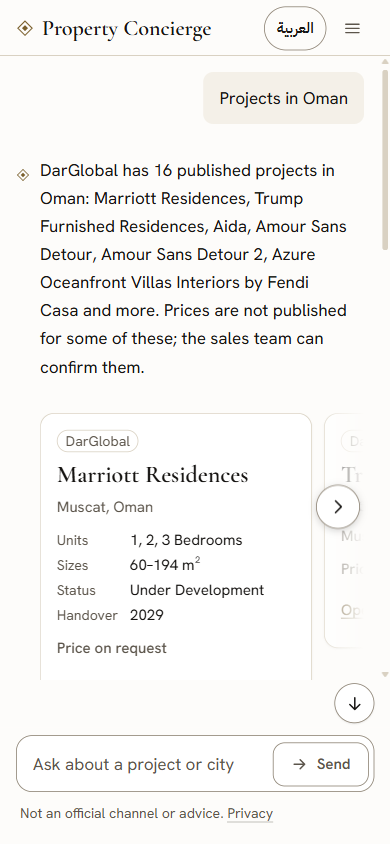 Property Concierge
العربية
Projects in Oman
DarGlobal has 16 published projects in
Oman: Marriott Residences, Trump
Furnished Residences, Aida, Amour Sans
Detour, Amour Sans Detour 2, Azure
Oceanfront Villas Interiors by Fendi
Casa and more. Prices are not published
for some of these; the sales team can
confirm them.
DarGlobal
Marriott Residences
Muscat, Oman
Units 1, 2, 3 Bedrooms
Sizes 60–194 m²
Status Under Development
Handover 2029
Price on request
Ask about a project or city
→ Send
Not an official channel or advice. Privacy